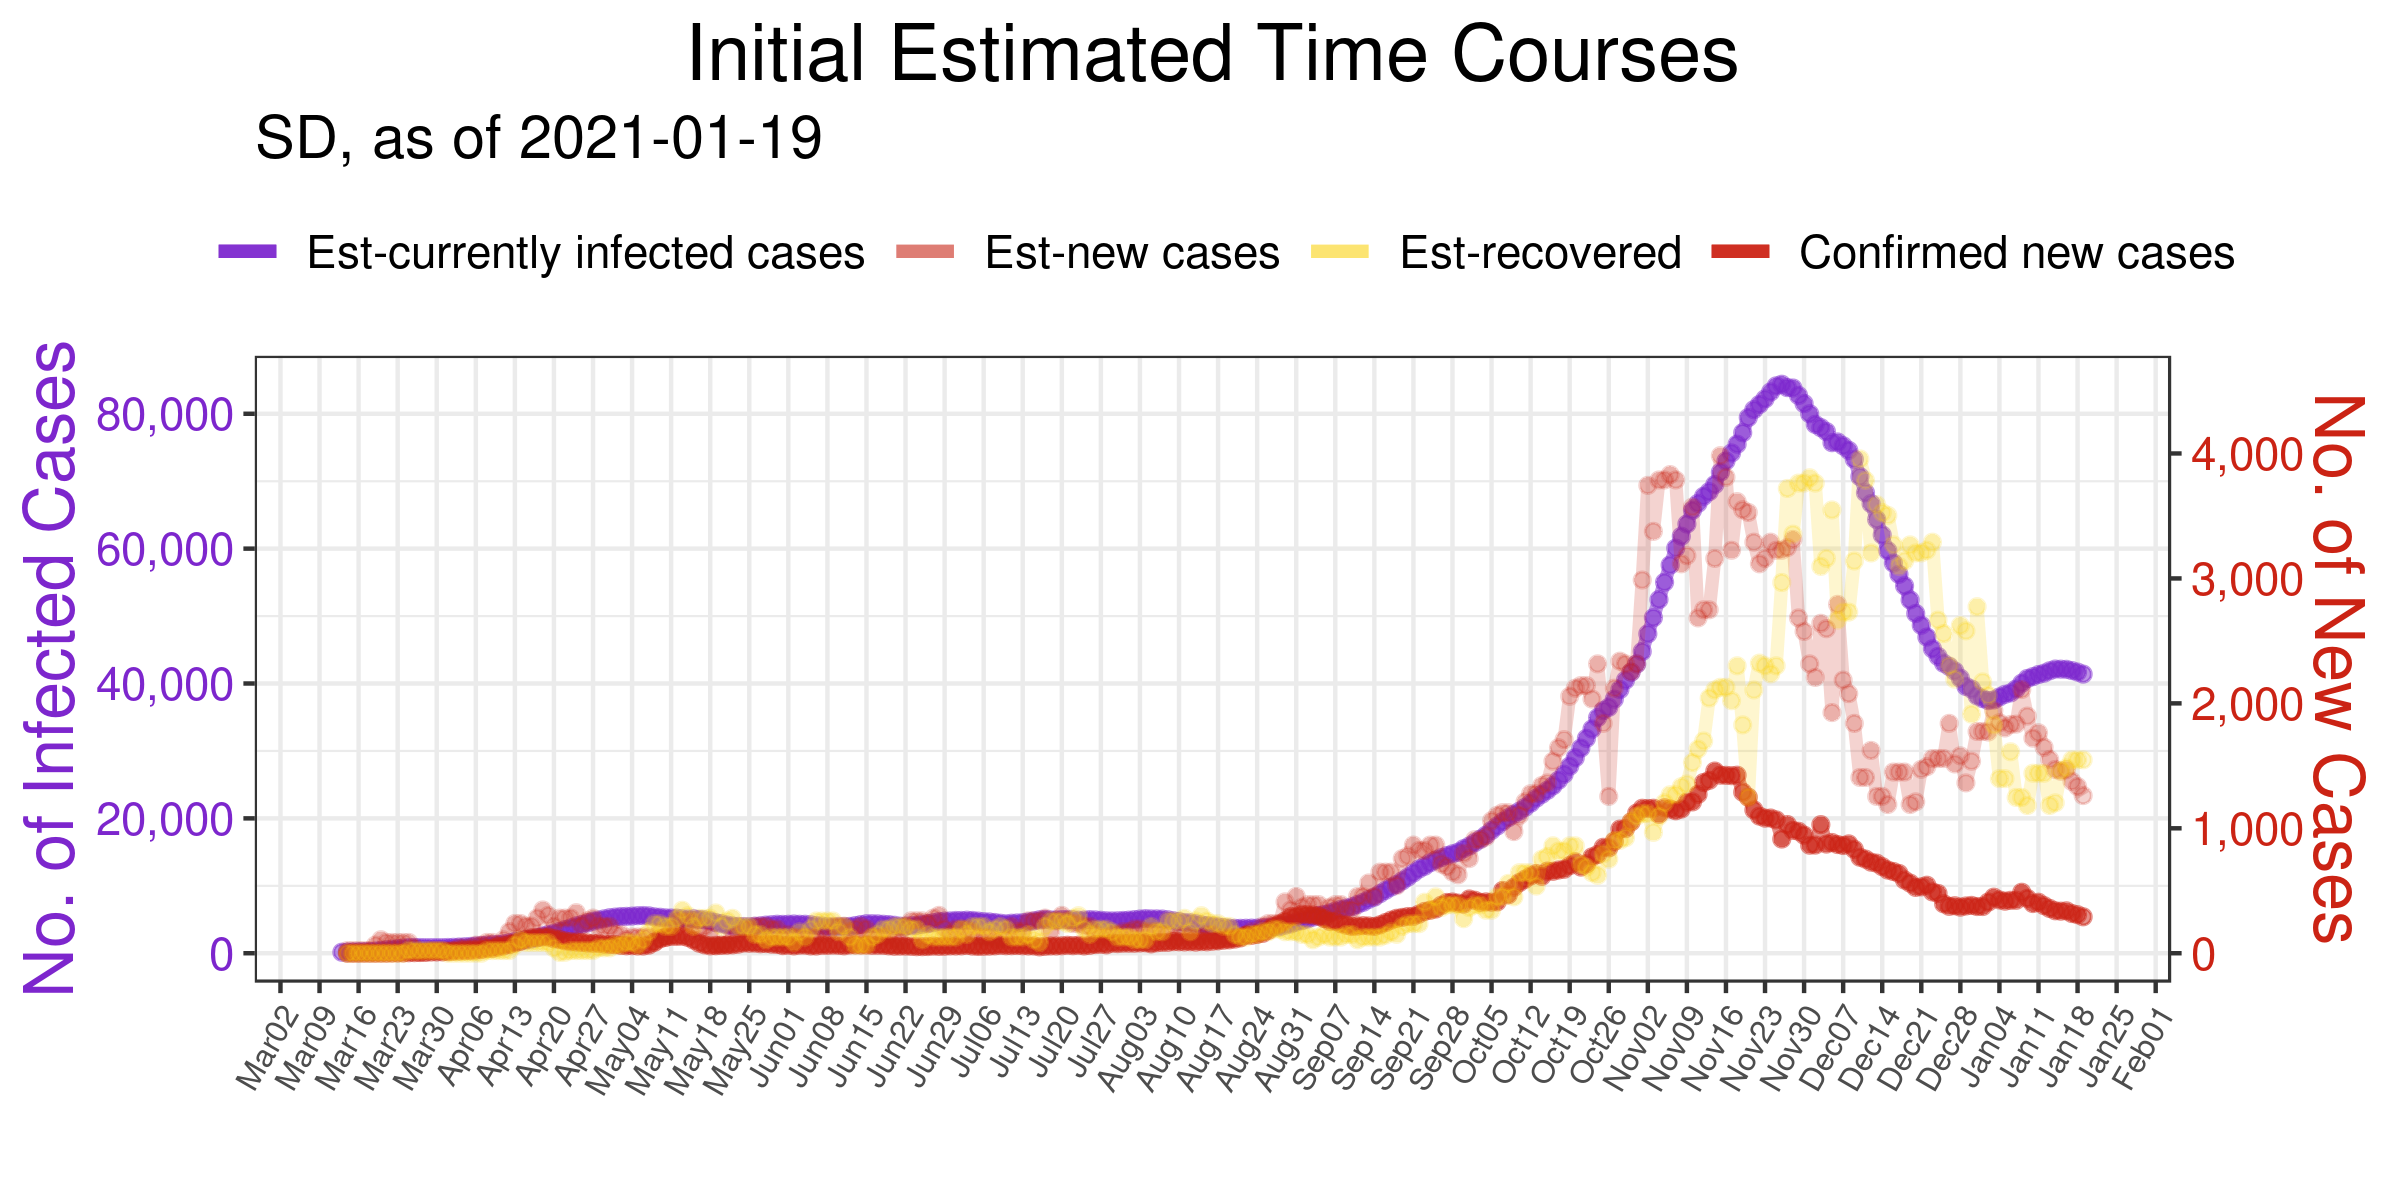 Initial Estimated Time Courses
SD, as of 2021-01-19
Est-currently infected cases Est-new cases Est-recovered Confirmed new cases
No. of Infected Cases
80,000
60,000
40,000
20,000
0
4,000
3,000
2,000
1,000
0
No. of New Cases
Mar02 Mar09 Mar16 Mar23 Mar30 Apr06 Apr13 Apr20 Apr27 May04 May11 May18 May25 Jun01 Jun08 Jun15 Jun22 Jun29 Jul06 Jul13 Jul20 Jul27 Aug03 Aug10 Aug17 Aug24 Aug31 Sep07 Sep14 Sep21 Sep28 Oct05 Oct12 Oct19 Oct26 Nov02 Nov09 Nov16 Nov23 Nov30 Dec07 Dec14 Dec21 Dec28 Jan04 Jan11 Jan18 Jan25 Feb01